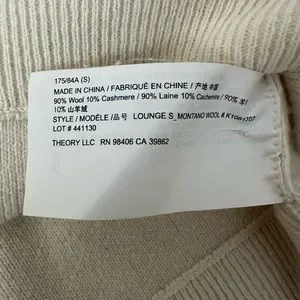 175/84A (S)
MADE IN CHINA / FABRIQUÉ EN CHINE / 产地 中国
90% Wool 10% Cashmere / 90% Laine 10% Cachemire / 90% 羊
10% 山羊绒
STYLE / MODÈLE /品号 LOUNGE S_MONTANO WOOL #
LOT # 441130
THEORY LLC RN 98406 CA 39862